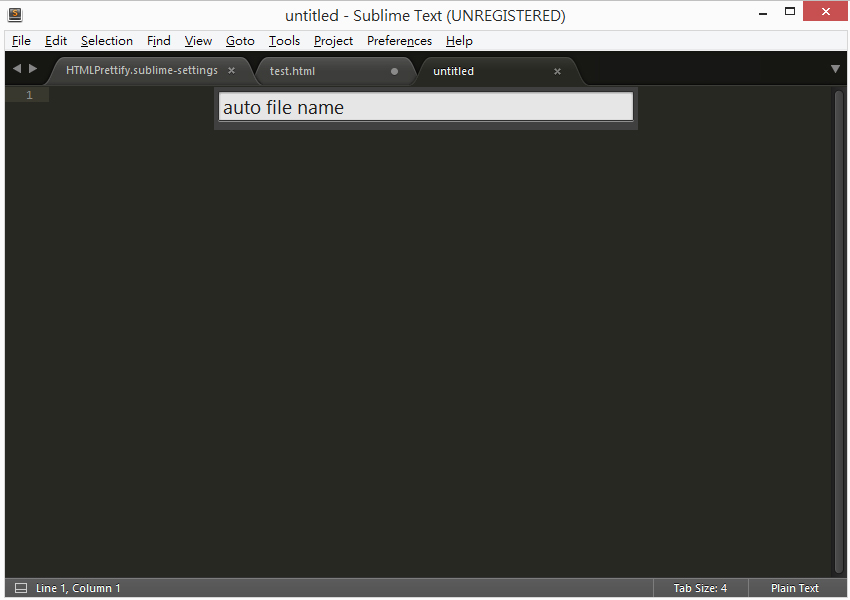 untitled - Sublime Text (UNREGISTERED)
File Edit Selection Find View Goto Tools Project Preferences Help
HTMLPrettify.sublime-settings test.html untitled
1 auto file name
Line 1, Column 1 Tab Size: 4 Plain Text